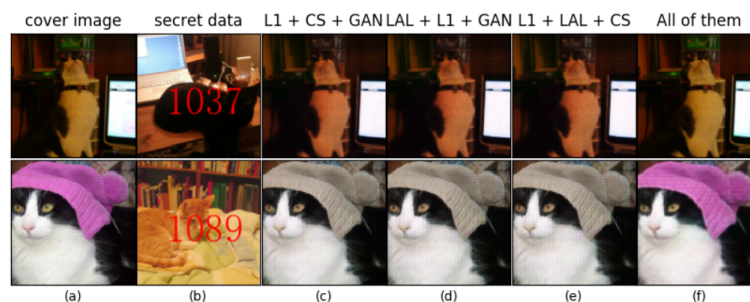 cover image secret data L1 + CS + GAN LAL + L1 + GAN L1 + LAL + CS All of them
1037
1089
(a) (b) (c) (d) (e) (f)